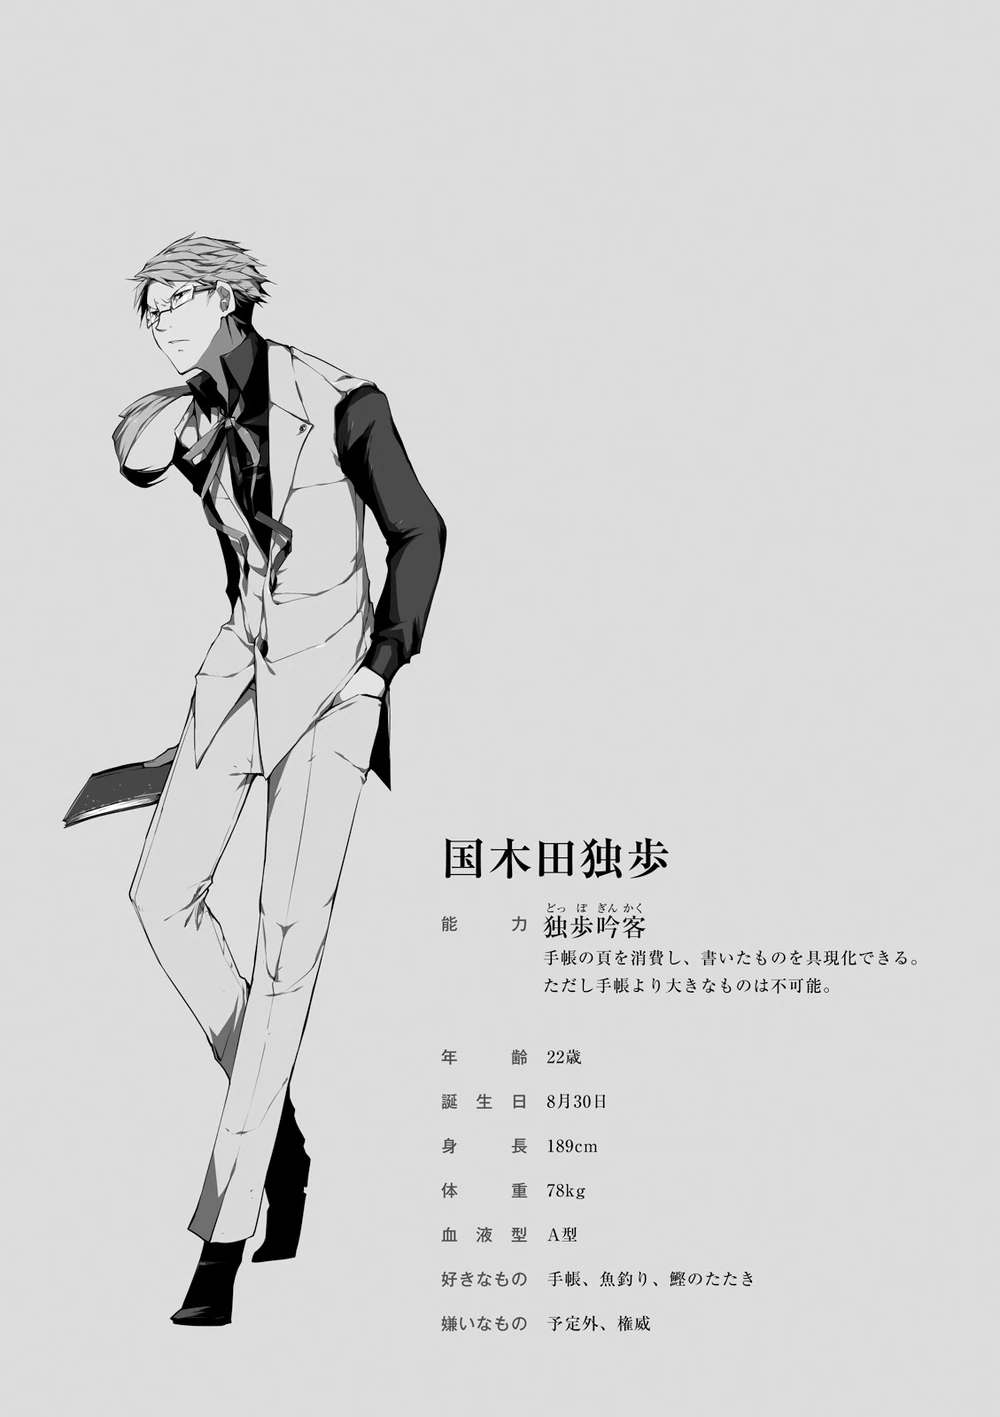 国木田独歩
どっぽぎんかく
能力 独歩吟客
手帳の頁を消費し、書いたものを具現化できる。
ただし手帳より大きなものは不可能。
年齢 22歳
誕生日 8月30日
身長 189cm
体重 78kg
血液型 A型
好きなもの 手帳、魚釣り、鰹のたたき
嫌いなもの 予定外、権威